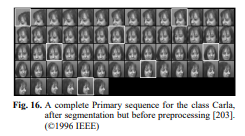 Fig. 16. A complete Primary sequence for the class Carla,
after segmentation but before preprocessing [203].
(©1996 IEEE)